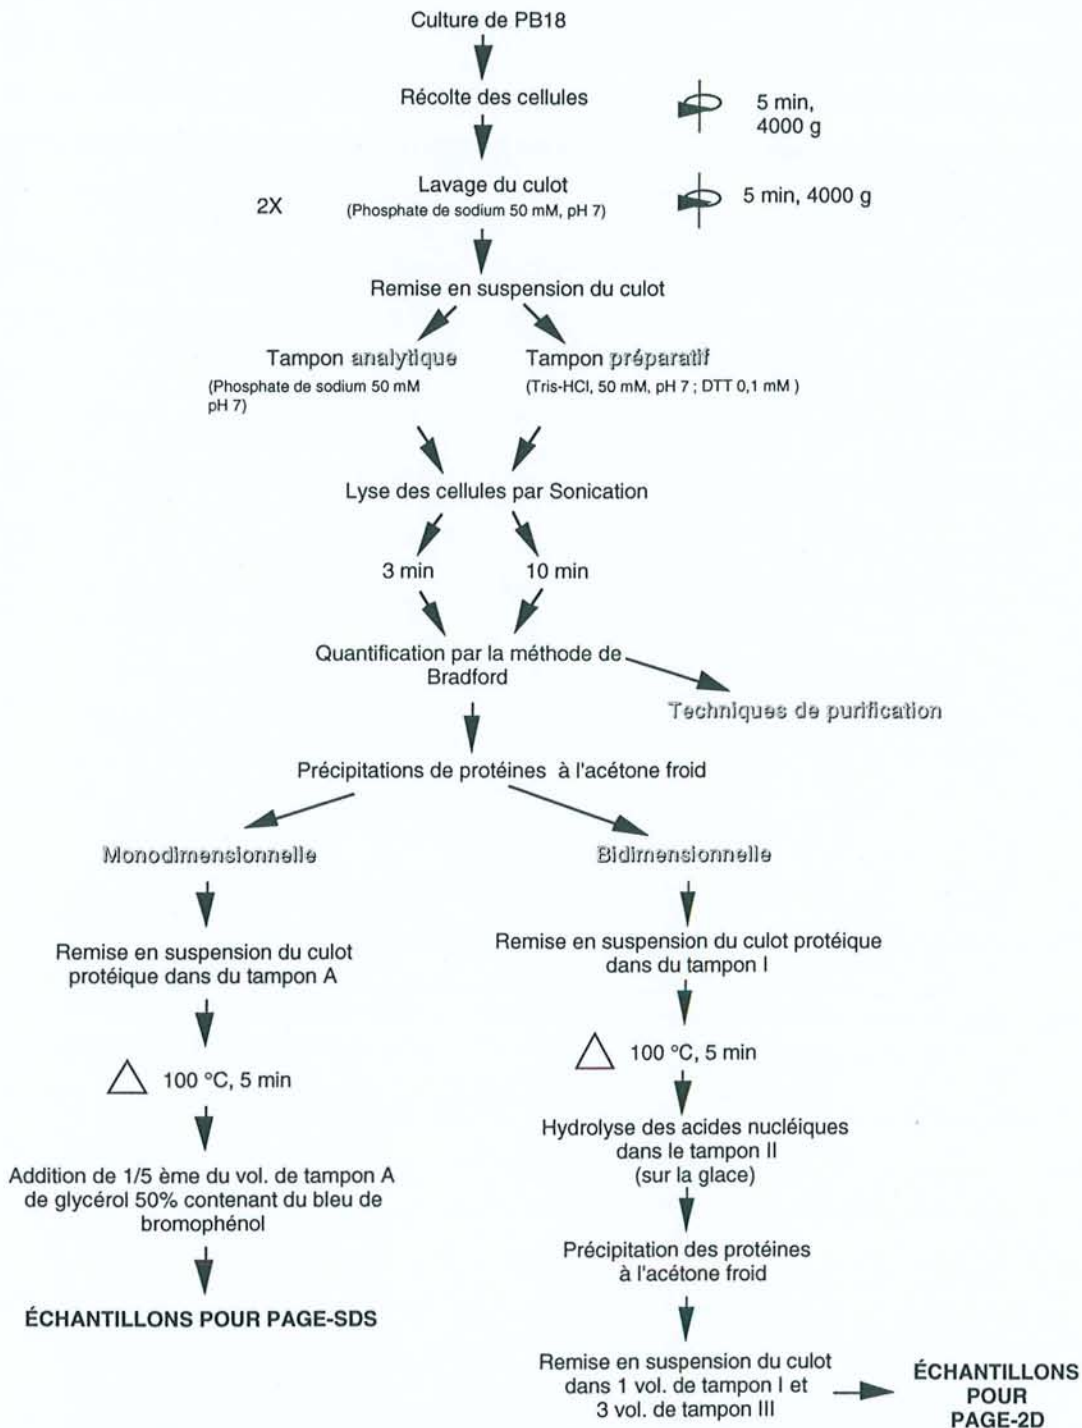 Culture de PB18
Récolte des cellules
5 min,
4000 g
Lavage du culot
2X
(Phosphate de sodium 50 mM, pH 7)
5 min, 4000 g
Remise en suspension du culot
Tampon analytique
(Phosphate de sodium 50 mM
pH 7)
Tampon préparatif
(Tris-HCl, 50 mM, pH 7 ; DTT 0,1 mM )
Lyse des cellules par Sonication
3 min
10 min
Quantification par la méthode de
Bradford
Techniques de purification
Précipitations de protéines à l'acétone froid
Monodimensionnelle
Remise en suspension du culot
protéique dans du tampon A
100 °C, 5 min
Addition de 1/5 ème du vol. de tampon A
de glycérol 50% contenant du bleu de
bromophénol
ÉCHANTILLONS POUR PAGE-SDS
Bidimensionnelle
Remise en suspension du culot protéique
dans du tampon I
100 °C, 5 min
Hydrolyse des acides nucléiques
dans le tampon II
(sur la glace)
Précipitation des protéines
à l'acétone froid
Remise en suspension du culot
dans 1 vol. de tampon I et
3 vol. de tampon III
ÉCHANTILLONS
POUR
PAGE-2D